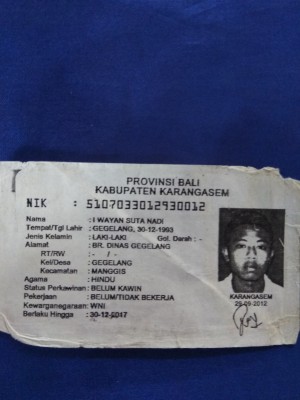 PROVINSI BALI
KABUPATEN KARANGASEM
NIK : 5107033012930012
Nama : I WAYAN SUTA NADI
Tempat/Tgl Lahir : GEGELANG, 30-12-1993
Jenis Kelamin : LAKI-LAKI Gol. Darah : -
Alamat : BR. DINAS GEGELANG
RT/RW : - / -
Kel/Desa : GEGELANG
Kecamatan : MANGGIS
Agama : HINDU
Status Perkawinan : BELUM KAWIN
Pekerjaan : BELUM/TIDAK BEKERJA
Kewarganegaraan : WNI
Berlaku Hingga : 30-12-2017
KARANGASEM
25-09-2012